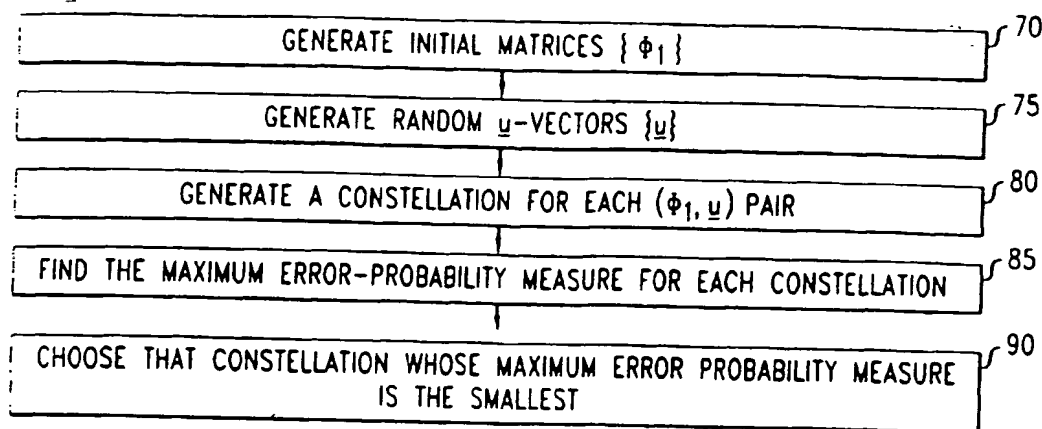 GENERATE INITIAL MATRICES { Φ1 } 70
GENERATE RANDOM u-VECTORS {u} 75
GENERATE A CONSTELLATION FOR EACH (Φ1, u) PAIR 80
FIND THE MAXIMUM ERROR-PROBABILITY MEASURE FOR EACH CONSTELLATION 85
CHOOSE THAT CONSTELLATION WHOSE MAXIMUM ERROR PROBABILITY MEASURE 90
IS THE SMALLEST